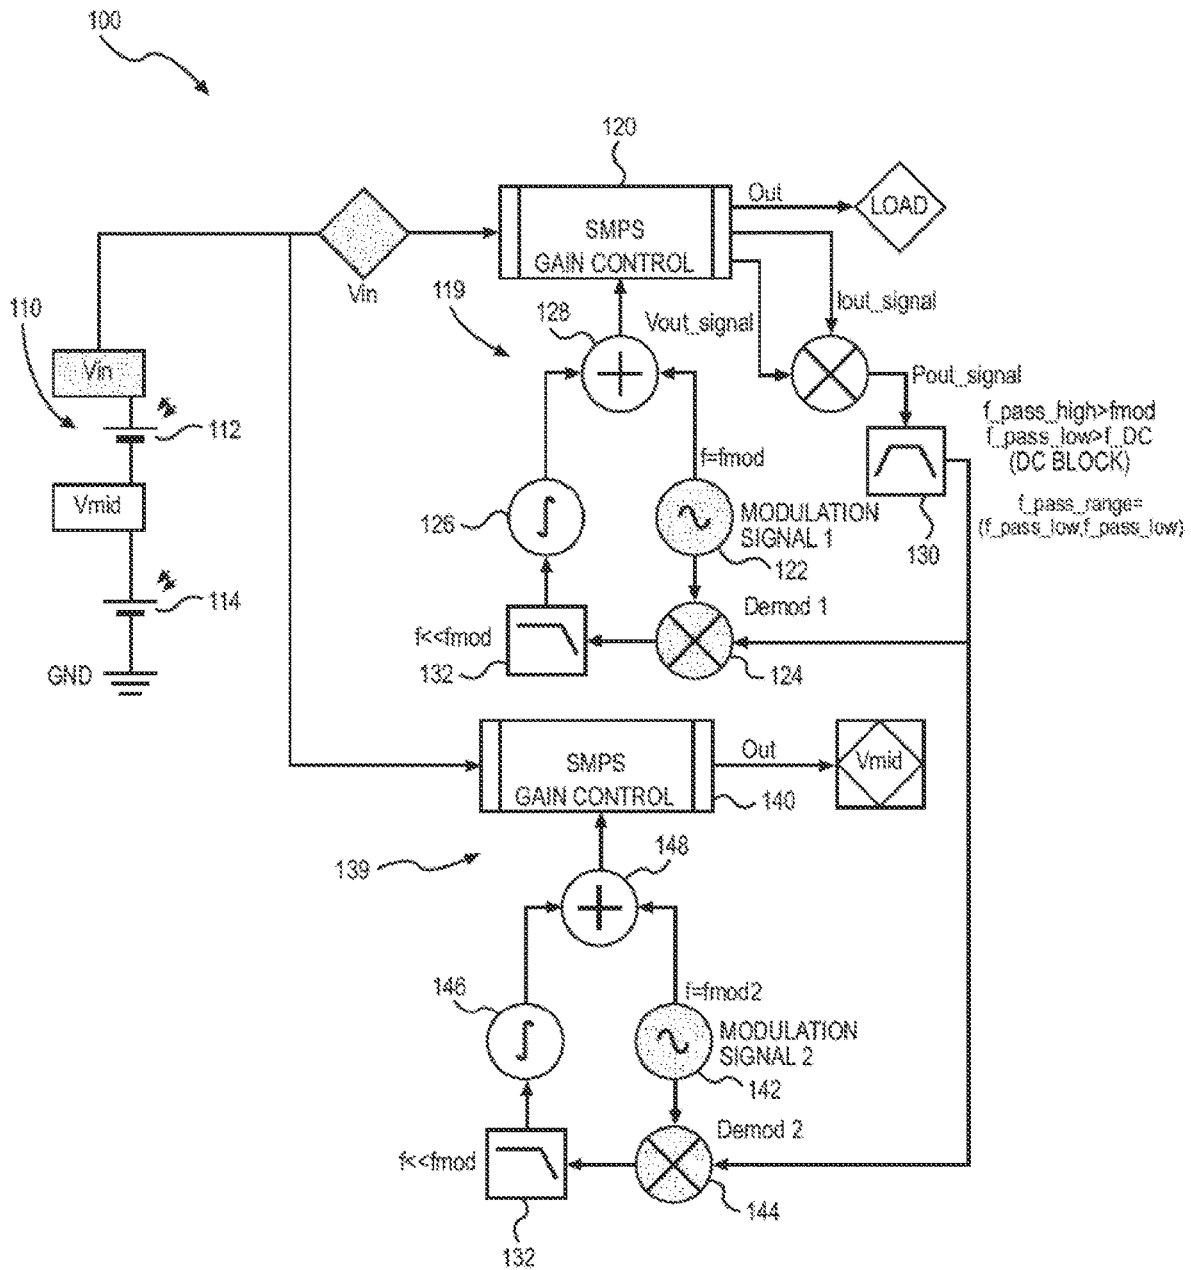 100
120
Out
LOAD
SMPS
GAIN CONTROL
Vin
110
119
128
Vout_signal
Iout_signal
Vin
Pout_signal
f_pass_high>fmod
f_pass_low>f_DC
(DC BLOCK)
112
f=fmod
Vmid
126
MODULATION
SIGNAL 1
f_pass_range=
(f_pass_low,f_pass_low)
130
122
114
Demod 1
f<<fmod
GND
132
124
SMPS
GAIN CONTROL
Out
Vmid
140
139
148
146
f=fmod2
MODULATION
SIGNAL 2
142
Demod 2
f<<fmod
144
132